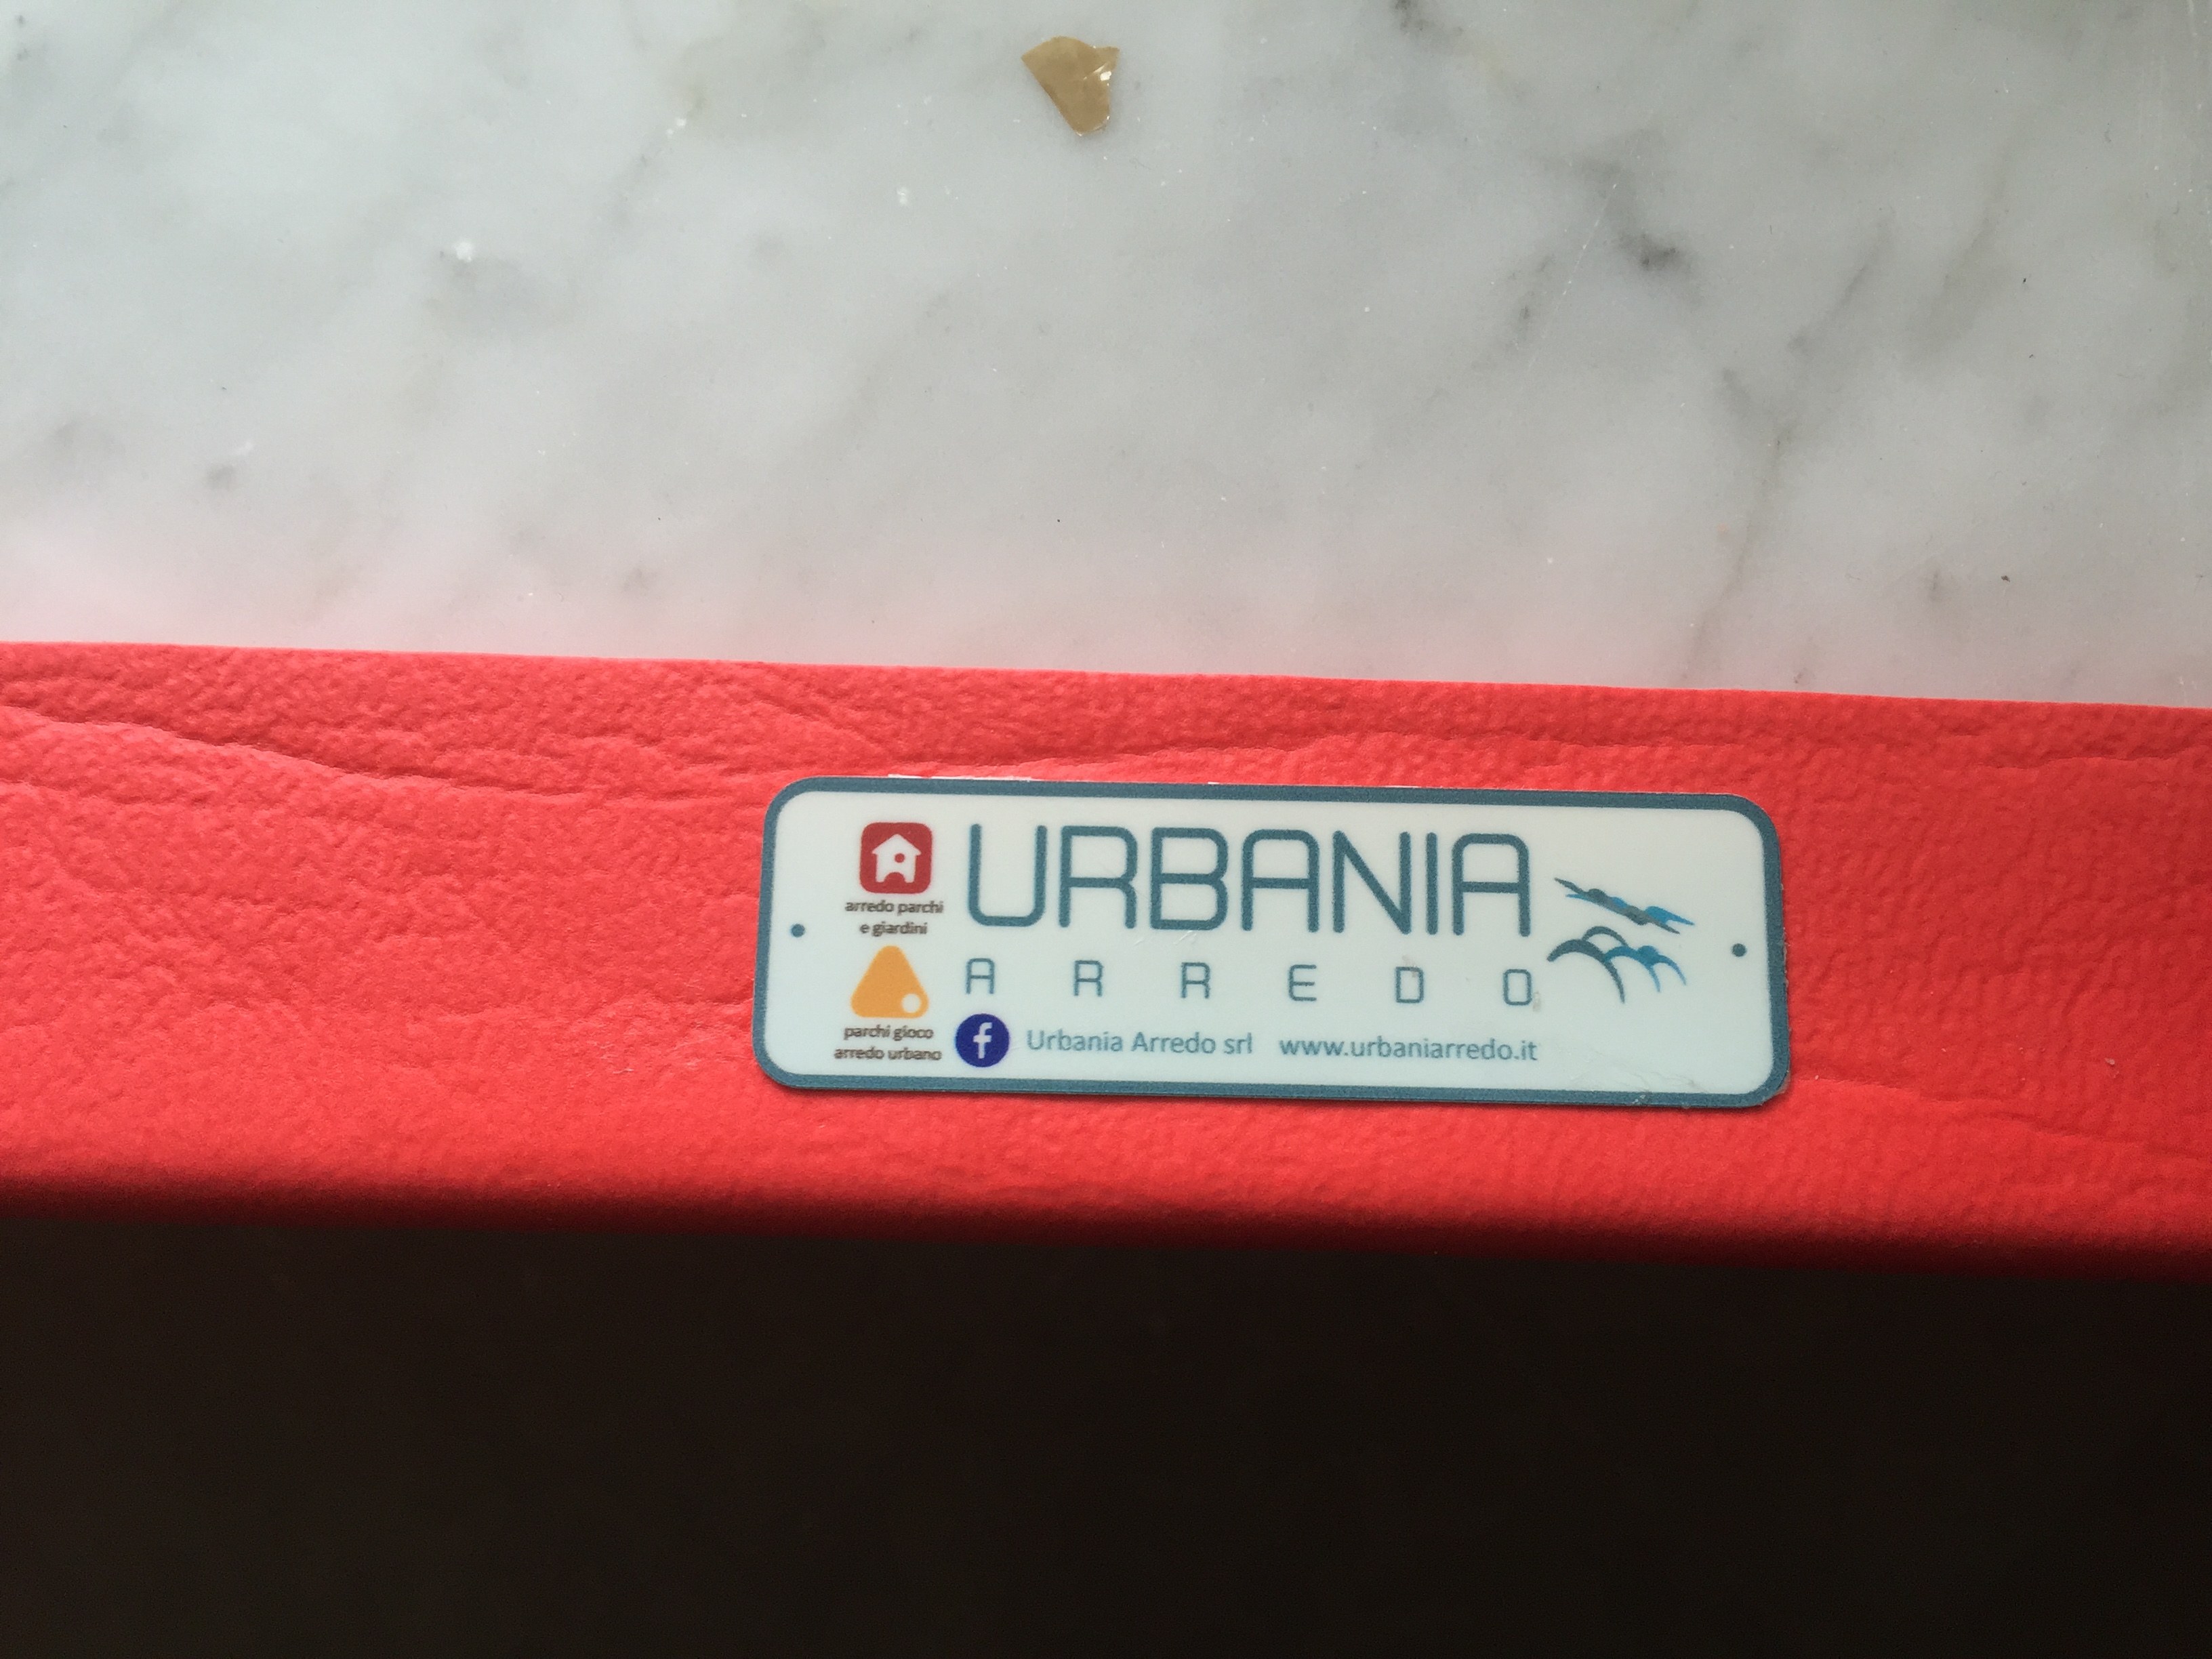 URBANIA
ARREDO
arredo parchi
e giardini
parchi gioco
arredo urbano
f Urbania Arredo srl www.urbaniarredo.it